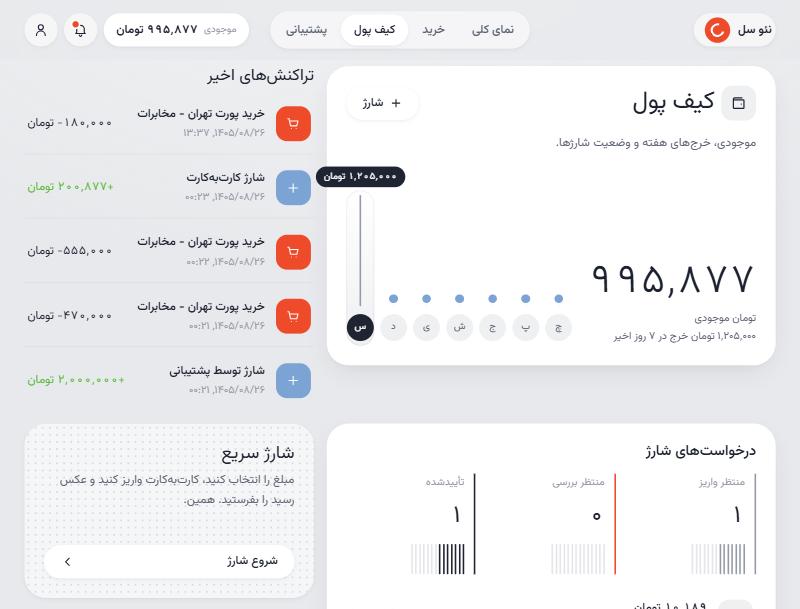 نئو سل
نمای کلی
خرید
کیف پول
پشتیبانی
موجودی ۹۹۵,۸۷۷ تومان
کیف پول
+ شارژ
موجودی، خرج‌های هفته و وضعیت شارژها.
۱,۲۰۵,۰۰۰ تومان
۹۹۵,۸۷۷
تومان موجودی
۱,۲۰۵,۰۰۰ تومان خرج در ۷ روز اخیر
چ
پ
ج
ش
ی
د
س
تراکنش‌های اخیر
خرید پورت تهران - مخابرات
-۱۸۰,۰۰۰ تومان
۱۴۰۵/۰۸/۲۶, ۱۳:۳۷
شارژ کارت‌به‌کارت
+۲۰۰,۸۷۷ تومان
۱۴۰۵/۰۸/۲۶, ۰۰:۲۳
خرید پورت تهران - مخابرات
-۵۵۵,۰۰۰ تومان
۱۴۰۵/۰۸/۲۶, ۰۰:۲۲
خرید پورت تهران - مخابرات
-۴۷۰,۰۰۰ تومان
۱۴۰۵/۰۸/۲۶, ۰۰:۲۱
شارژ توسط پشتیبانی
+۲,۰۰۰,۰۰۰ تومان
۱۴۰۵/۰۸/۲۶, ۰۰:۲۱
درخواست‌های شارژ
منتظر واریز
۱
منتظر بررسی
۰
تأییدشده
۱
شارژ سریع
مبلغ را انتخاب کنید، کارت‌به‌کارت واریز کنید و عکس
رسید را بفرستید. همین.
شروع شارژ